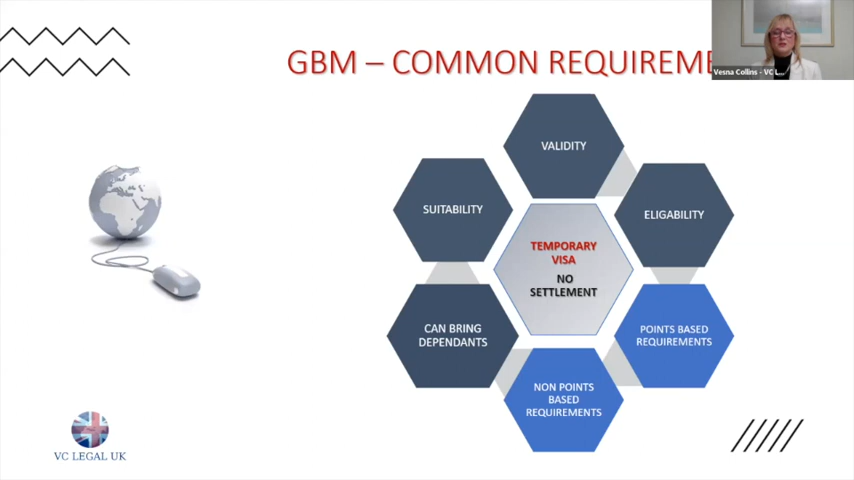 GBM – COMMON REQUIREME
Vesna Collins - VC L...
VALIDITY
SUITABILITY
ELIGABILITY
TEMPORARY
VISA
NO
SETTLEMENT
CAN BRING
DEPENDANTS
POINTS BASED
REQUIREMENTS
NON POINTS
BASED
REQUIREMENTS
VC LEGAL UK